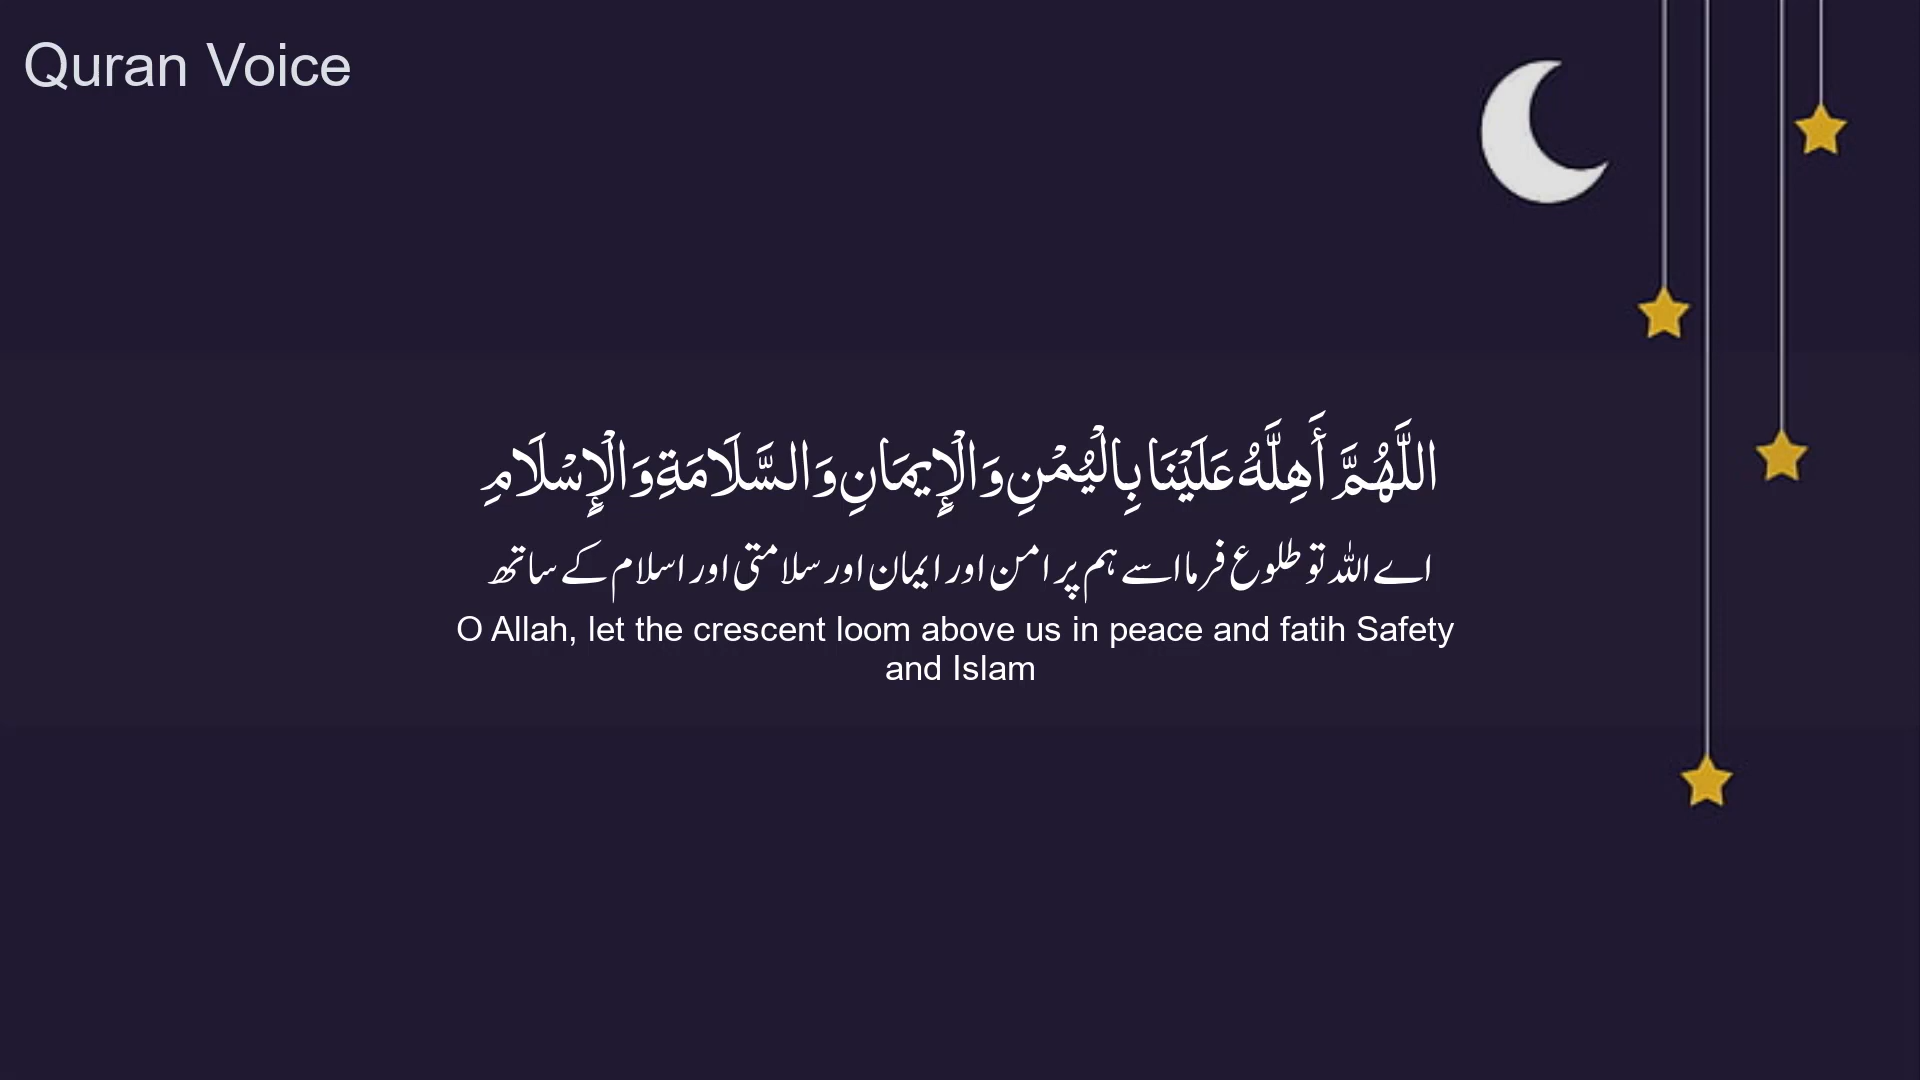 Quran Voice
اللَّهُمَّ أَهِلَّهُ عَلَيْنَا بِالْيُمْنِ وَالْإِيمَانِ وَالسَّلَامَةِ وَالْإِسْلَامِ
اے اللہ تو طلوع فرما اسے ہم پر امن اور ایمان اور سلامتی اور اسلام کے ساتھ
O Allah, let the crescent loom above us in peace and fatih Safety
and Islam